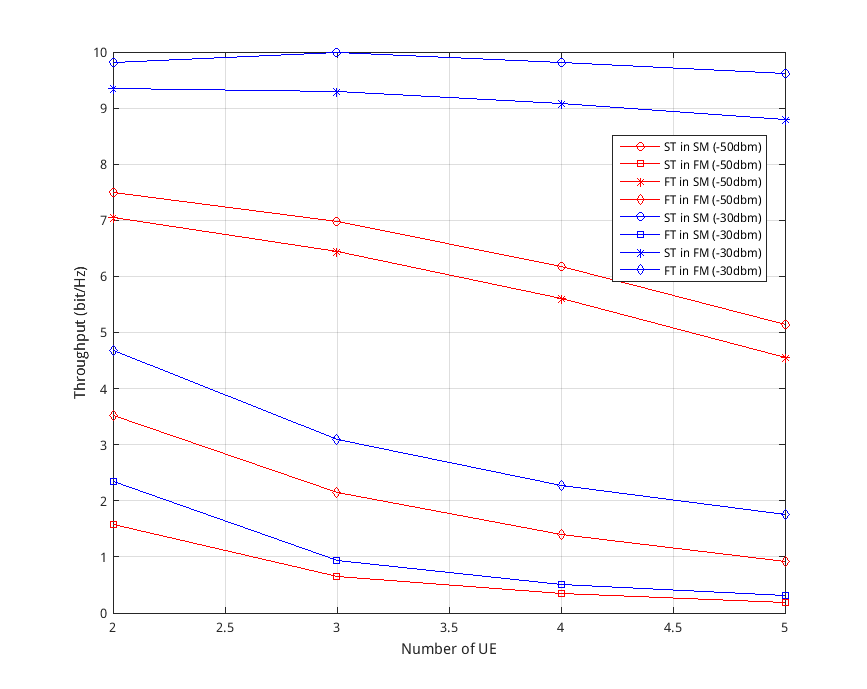 10
9
8
7
6
5
4
3
2
1
0
Throughput (bit/Hz)
ST in SM (-50dbm)
ST in FM (-50dbm)
FT in SM (-50dbm)
FT in FM (-50dbm)
ST in SM (-30dbm)
FT in SM (-30dbm)
ST in FM (-30dbm)
FT in FM (-30dbm)
2 2.5 3 3.5 4 4.5 5
Number of UE